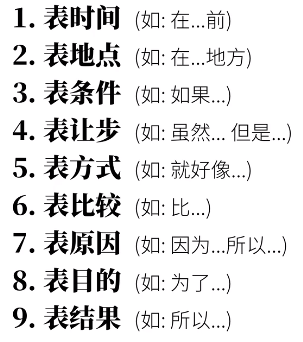 1. 表时间 (如: 在...前)
2. 表地点 (如: 在...地方)
3. 表条件 (如: 如果...)
4. 表让步 (如: 虽然... 但是...)
5. 表方式 (如: 就好像...)
6. 表比较 (如: 比...)
7. 表原因 (如: 因为...所以...)
8. 表目的 (如: 为了...)
9. 表结果 (如: 所以...)